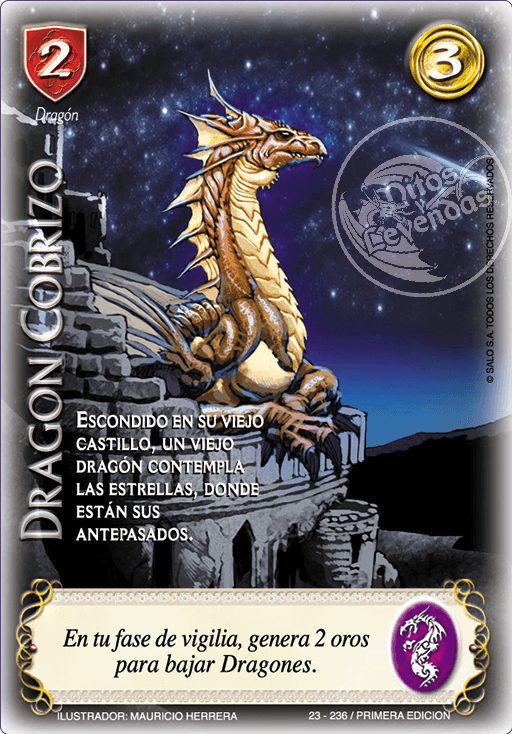 2
3
Dragón
Mitos y
Leyendas
DRAGÓN COBRIZO
© SALO S.A. TODOS LOS DERECHOS RESERVADOS
ESCONDIDO EN SU VIEJO
CASTILLO, UN VIEJO
DRAGÓN CONTEMPLA
LAS ESTRELLAS, DONDE
ESTÁN SUS
ANTEPASADOS.
En tu fase de vigilia, genera 2 oros
para bajar Dragones.
ILUSTRADOR: MAURICIO HERRERA
23 - 236 / PRIMERA EDICION